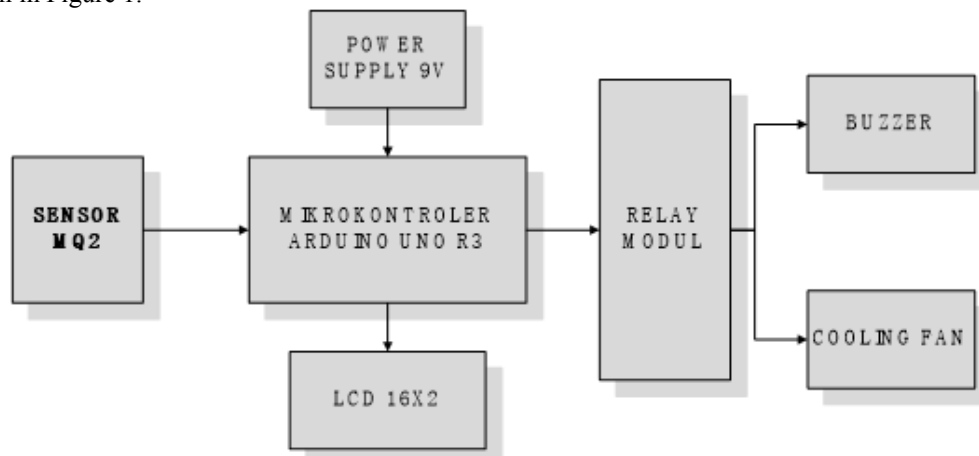 in Figure 1.
POWER
SUPPLY 9V
SENSOR
MQ2
MIKROKONTROLER
ARDUINO UNO R3
RELAY
MODUL
BUZZER
COOLING FAN
LCD 16X2